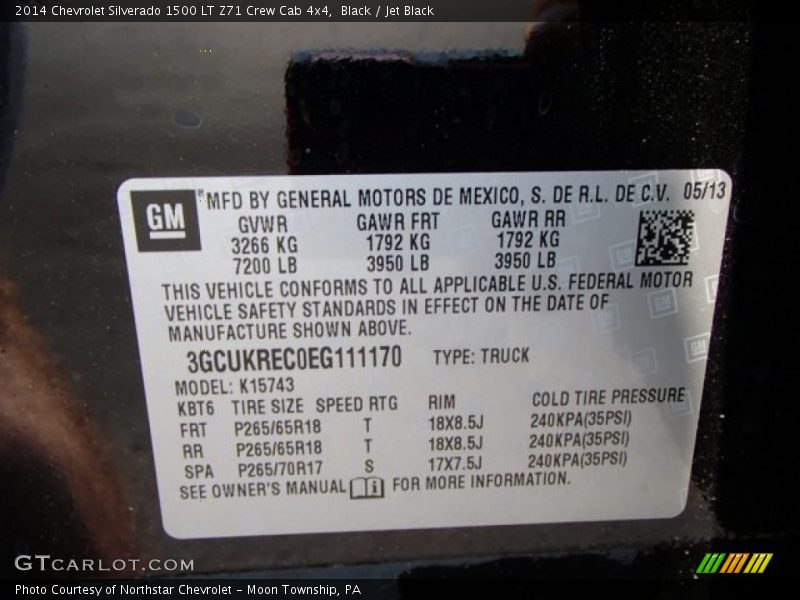 2014 Chevrolet Silverado 1500 LT Z71 Crew Cab 4x4,  Black / Jet Black
GM
® MFD BY GENERAL MOTORS DE MEXICO, S. DE R.L. DE C.V. 05/13
GVWR GAWR FRT GAWR RR
3266 KG 1792 KG 1792 KG
7200 LB 3950 LB 3950 LB
THIS VEHICLE CONFORMS TO ALL APPLICABLE U.S. FEDERAL MOTOR
VEHICLE SAFETY STANDARDS IN EFFECT ON THE DATE OF
MANUFACTURE SHOWN ABOVE.
3GCUKREC0EG111170 TYPE: TRUCK
MODEL: K15743
KBT6 TIRE SIZE SPEED RTG RIM COLD TIRE PRESSURE
FRT P265/65R18 T 18X8.5J 240KPA(35PSI)
RR P265/65R18 T 18X8.5J 240KPA(35PSI)
SPA P265/70R17 S 17X7.5J 240KPA(35PSI)
SEE OWNER'S MANUAL FOR MORE INFORMATION.
GTCARLOT.COM
Photo Courtesy of Northstar Chevrolet - Moon Township, PA